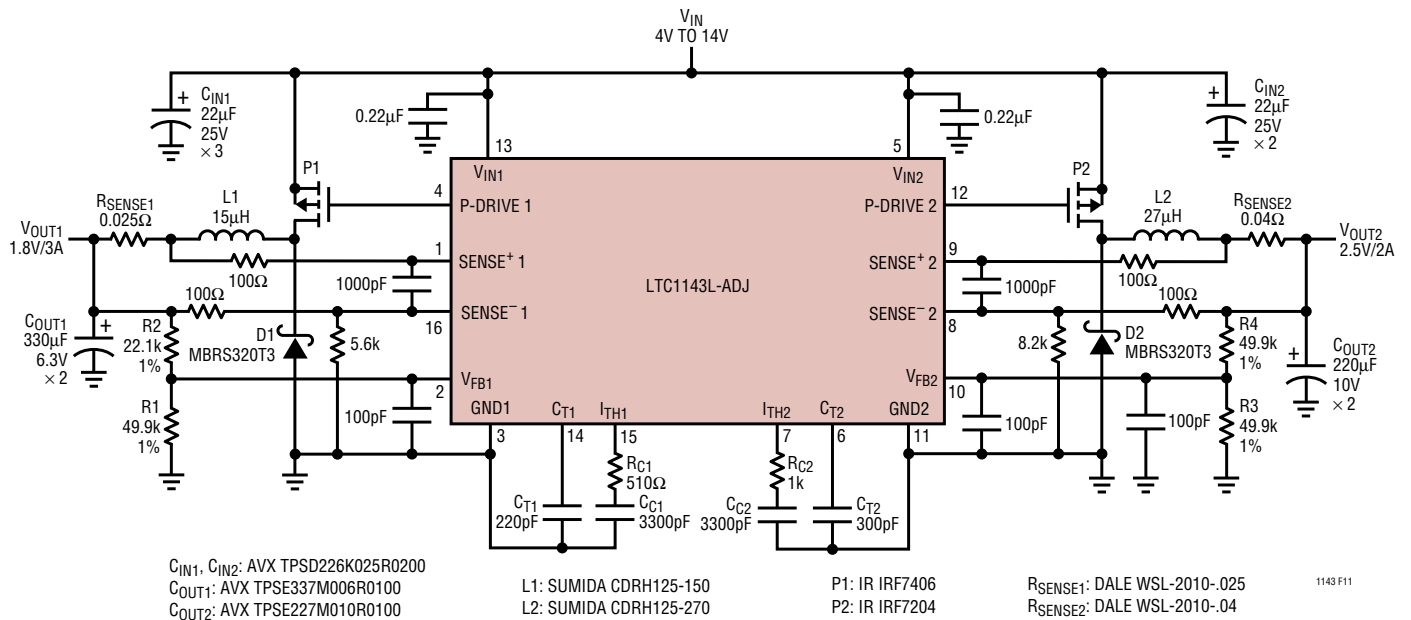 VIN
4V TO 14V
CIN1
22µF
25V
× 3
0.22µF
0.22µF
CIN2
22µF
25V
× 2
13
5
P1
VIN1
VIN2
P2
4
P-DRIVE 1
P-DRIVE 2
12
VOUT1
1.8V/3A
RSENSE1
0.025Ω
L1
15µH
L2
27µH
RSENSE2
0.04Ω
VOUT2
2.5V/2A
1
SENSE+ 1
SENSE+ 2
9
100Ω
1000pF
LTC1143L-ADJ
1000pF
100Ω
100Ω
SENSE– 1
16
SENSE– 2
8
100Ω
COUT1
330µF
6.3V
× 2
R2
22.1k
1%
D1
MBRS320T3
5.6k
8.2k
D2
MBRS320T3
R4
49.9k
1%
COUT2
220µF
10V
× 2
VFB1
2
VFB2
10
R1
49.9k
1%
100pF
GND1
3
CT1
14
ITH1
15
ITH2
7
CT2
6
GND2
11
100pF
100pF
R3
49.9k
1%
RC1
510Ω
RC2
1k
CT1
220pF
CC1
3300pF
CC2
3300pF
CT2
300pF
CIN1, CIN2: AVX TPSD226K025R0200
COUT1: AVX TPSE337M006R0100
COUT2: AVX TPSE227M010R0100
L1: SUMIDA CDRH125-150
L2: SUMIDA CDRH125-270
P1: IR IRF7406
P2: IR IRF7204
RSENSE1: DALE WSL-2010-.025
RSENSE2: DALE WSL-2010-.04
1143 F11